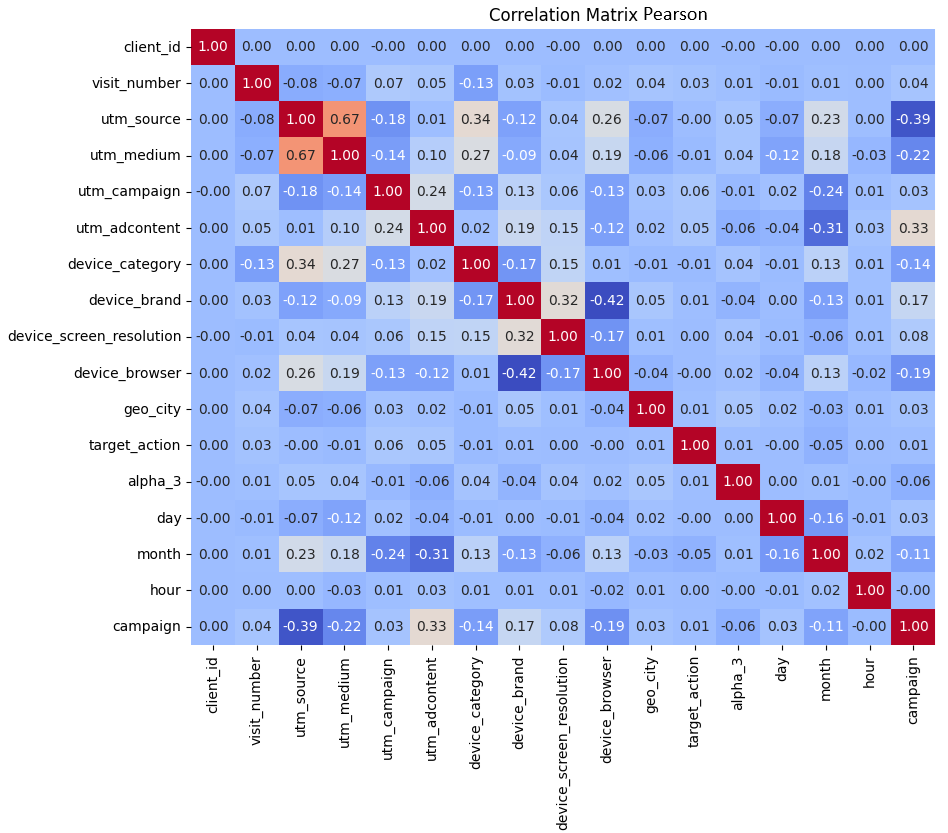 Correlation Matrix Pearson
client_id 1.00 0.00 0.00 0.00 -0.00 0.00 0.00 0.00 -0.00 0.00 0.00 0.00 -0.00 -0.00 0.00 0.00 0.00
visit_number 0.00 1.00 -0.08 -0.07 0.07 0.05 -0.13 0.03 -0.01 0.02 0.04 0.03 0.01 -0.01 0.01 0.00 0.04
utm_source 0.00 -0.08 1.00 0.67 -0.18 0.01 0.34 -0.12 0.04 0.26 -0.07 -0.00 0.05 -0.07 0.23 0.00 -0.39
utm_medium 0.00 -0.07 0.67 1.00 -0.14 0.10 0.27 -0.09 0.04 0.19 -0.06 -0.01 0.04 -0.12 0.18 -0.03 -0.22
utm_campaign -0.00 0.07 -0.18 -0.14 1.00 0.24 -0.13 0.13 0.06 -0.13 0.03 0.06 -0.01 0.02 -0.24 0.01 0.03
utm_adcontent 0.00 0.05 0.01 0.10 0.24 1.00 0.02 0.19 0.15 -0.12 0.02 0.05 -0.06 -0.04 -0.31 0.03 0.33
device_category 0.00 -0.13 0.34 0.27 -0.13 0.02 1.00 -0.17 0.15 0.01 -0.01 -0.01 0.04 -0.01 0.13 0.01 -0.14
device_brand 0.00 0.03 -0.12 -0.09 0.13 0.19 -0.17 1.00 0.32 -0.42 0.05 0.01 -0.04 0.00 -0.13 0.01 0.17
device_screen_resolution -0.00 -0.01 0.04 0.04 0.06 0.15 0.15 0.32 1.00 -0.17 0.01 0.00 0.04 -0.01 -0.06 0.01 0.08
device_browser 0.00 0.02 0.26 0.19 -0.13 -0.12 0.01 -0.42 -0.17 1.00 -0.04 -0.00 0.02 -0.04 0.13 -0.02 -0.19
geo_city 0.00 0.04 -0.07 -0.06 0.03 0.02 -0.01 0.05 0.01 -0.04 1.00 0.01 0.05 0.02 -0.03 0.01 0.03
target_action 0.00 0.03 -0.00 -0.01 0.06 0.05 -0.01 0.01 0.00 -0.00 0.01 1.00 0.01 -0.00 -0.05 0.00 0.01
alpha_3 -0.00 0.01 0.05 0.04 -0.01 -0.06 0.04 -0.04 0.04 0.02 0.05 0.01 1.00 0.00 0.01 -0.00 -0.06
day -0.00 -0.01 -0.07 -0.12 0.02 -0.04 -0.01 0.00 -0.01 -0.04 0.02 -0.00 0.00 1.00 -0.16 -0.01 0.03
month 0.00 0.01 0.23 0.18 -0.24 -0.31 0.13 -0.13 -0.06 0.13 -0.03 -0.05 0.01 -0.16 1.00 0.02 -0.11
hour 0.00 0.00 0.00 -0.03 0.01 0.03 0.01 0.01 0.01 -0.02 0.01 0.00 -0.00 -0.01 0.02 1.00 -0.00
campaign 0.00 0.04 -0.39 -0.22 0.03 0.33 -0.14 0.17 0.08 -0.19 0.03 0.01 -0.06 0.03 -0.11 -0.00 1.00
client_id visit_number utm_source utm_medium utm_campaign utm_adcontent device_category device_brand device_screen_resolution device_browser geo_city target_action alpha_3 day month hour campaign